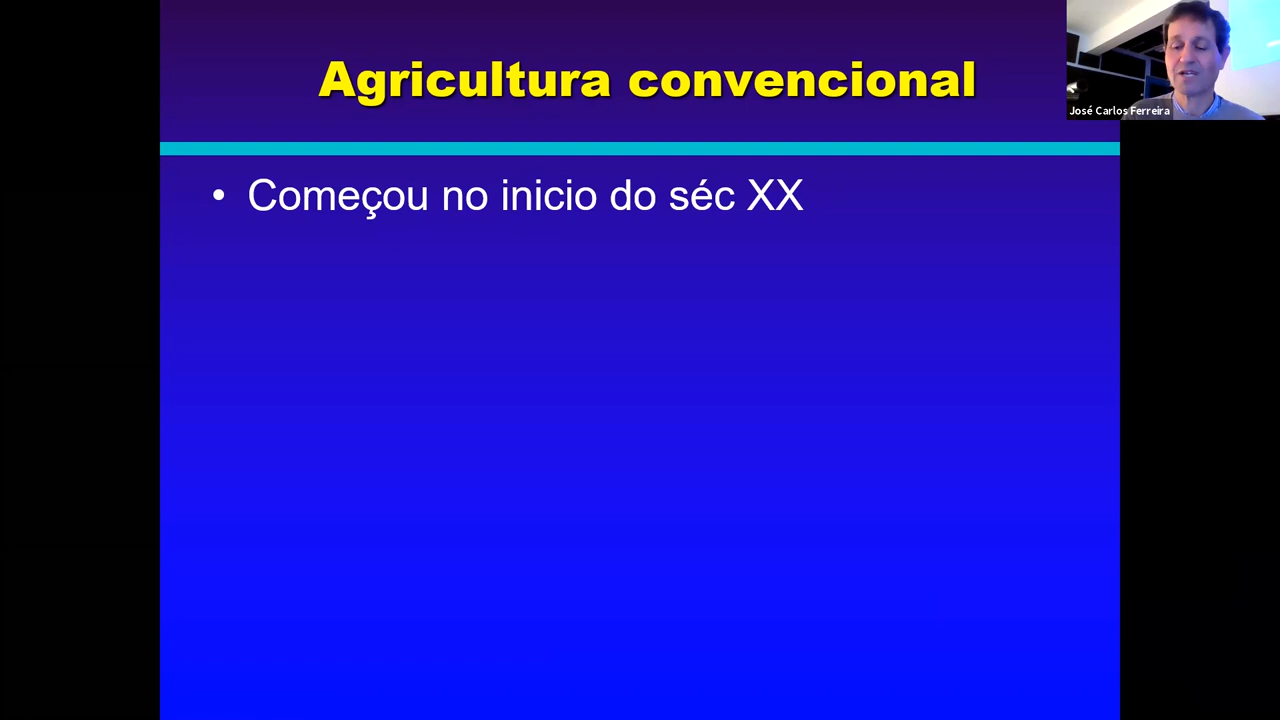 Agricultura convencional
José Carlos Ferreira
• Começou no inicio do séc XX